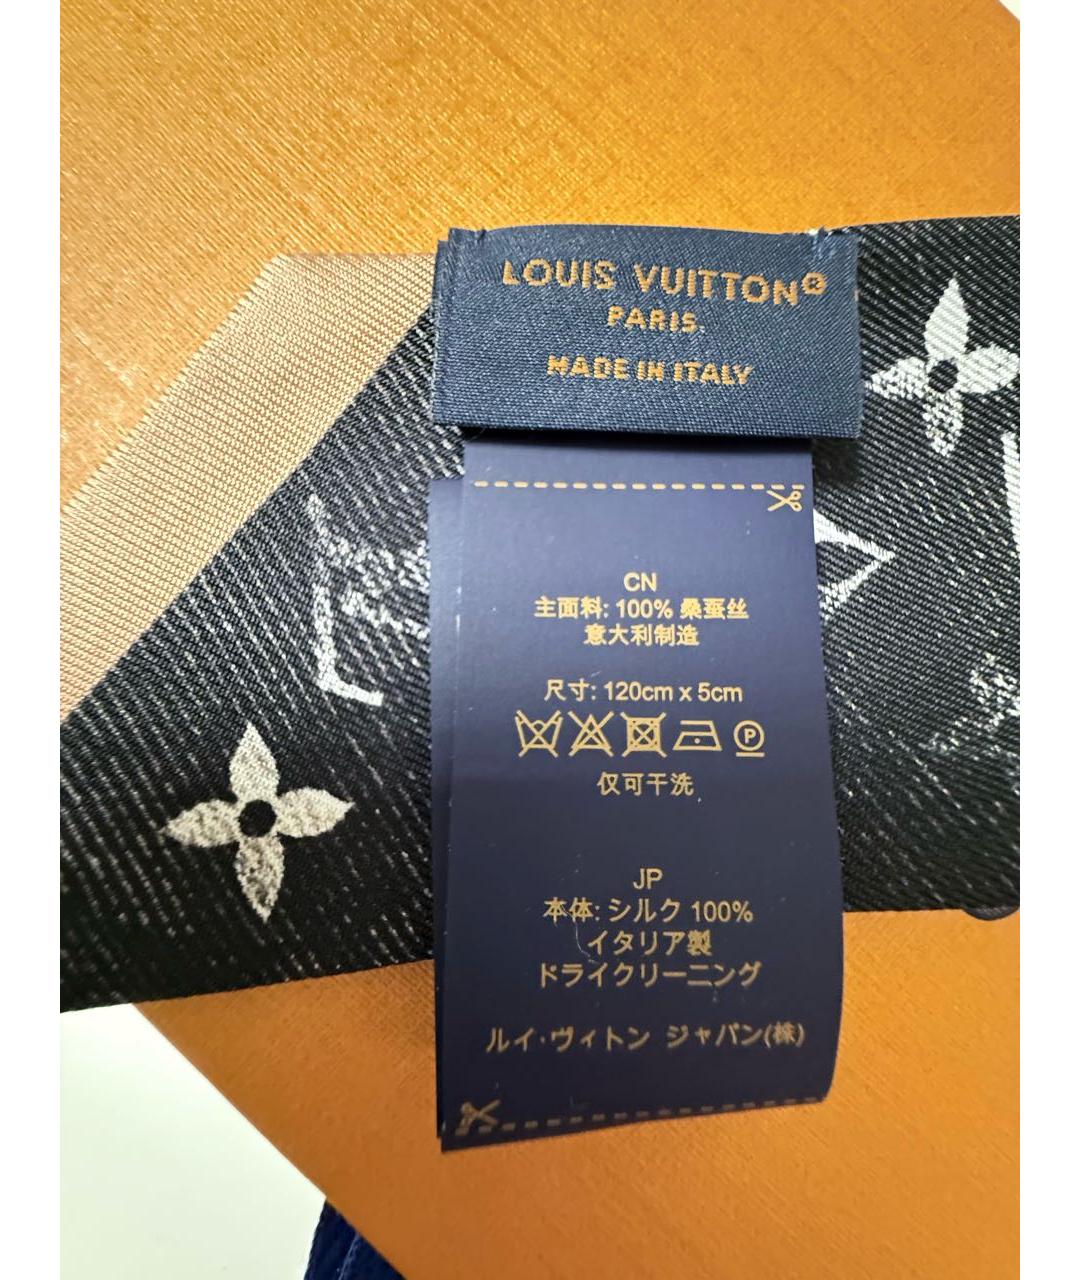 LOUIS VUITTON®
PARIS
MADE IN ITALY
CN
主面料: 100% 桑蚕丝
意大利制造
尺寸: 120cm x 5cm
P
仅可干洗
JP
本体: シルク 100%
イタリア製
ドライクリーニング
ルイ·ヴィトン ジャパン(株)